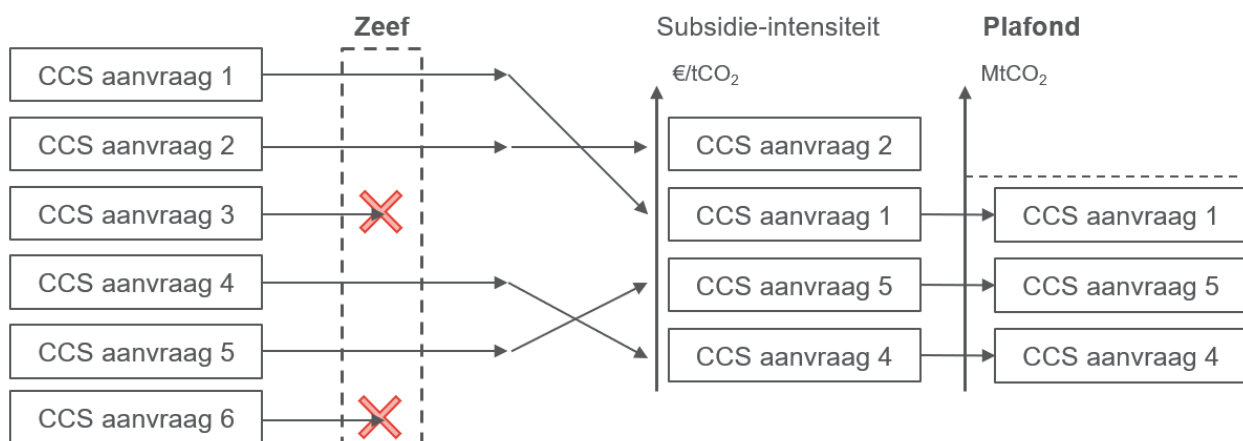 Zeef
Subsidie-intensiteit
Plafond
€/tCO₂
MtCO₂
CCS aanvraag 1
CCS aanvraag 2
CCS aanvraag 3
CCS aanvraag 4
CCS aanvraag 5
CCS aanvraag 6
CCS aanvraag 2
CCS aanvraag 1
CCS aanvraag 5
CCS aanvraag 4
CCS aanvraag 1
CCS aanvraag 5
CCS aanvraag 4